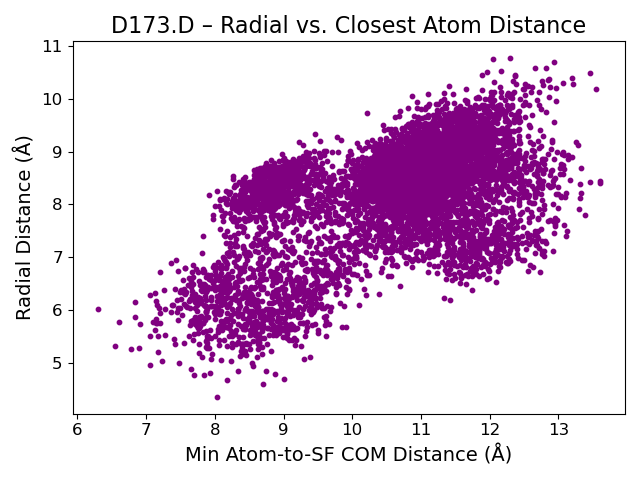 D173.D – Radial vs. Closest Atom Distance
Radial Distance (Å)
11
10
9
8
7
6
5
6 7 8 9 10 11 12 13
Min Atom-to-SF COM Distance (Å)